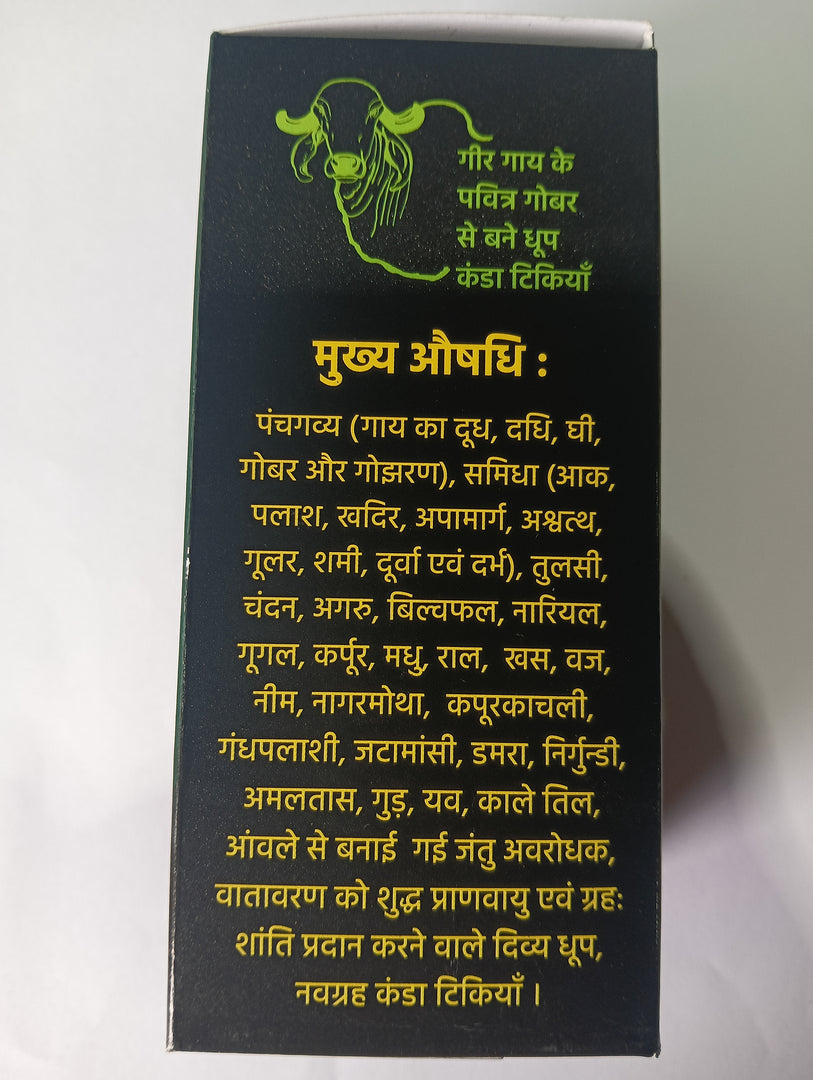 गीर गाय के
पवित्र गोबर
से बने धूप
कंडा टिकियाँ
मुख्य औषधि :
पंचगव्य (गाय का दूध, दधि, घी,
गोबर और गोझरण), समिधा (आक,
पलाश, खदिर, अपामार्ग, अश्वत्थ,
गूलर, शमी, दूर्वा एवं दर्भ), तुलसी,
चंदन, अगरु, बिल्वफल, नारियल,
गूगल, कर्पूर, मधु, राल, खस, वज,
नीम, नागरमोथा, कपूरकाचली,
गंधपलाशी, जटामांसी, डमरा, निर्गुन्डी,
अमलतास, गुड़, यव, काले तिल,
आंवले से बनाई गई जंतु अवरोधक,
वातावरण को शुद्ध प्राणवायु एवं ग्रहः
शांति प्रदान करने वाले दिव्य धूप,
नवग्रह कंडा टिकियाँ ।